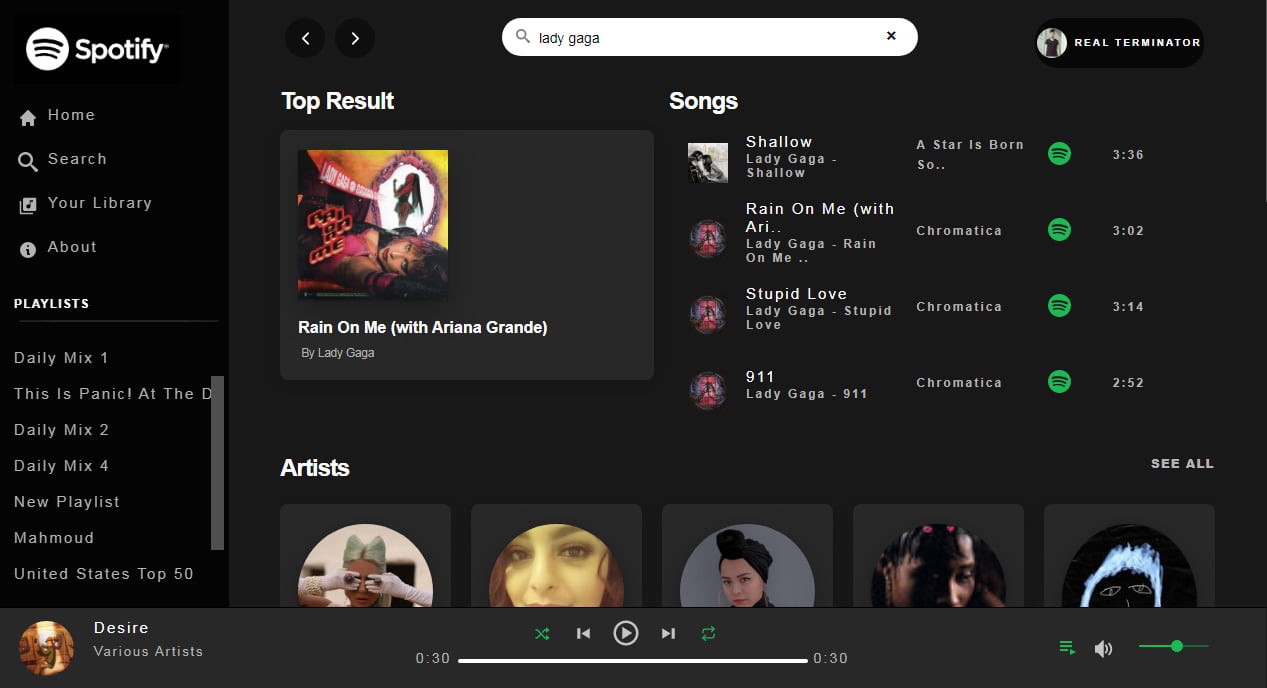 Spotify
lady gaga
REAL TERMINATOR
Home
Search
Your Library
About
PLAYLISTS
Daily Mix 1
This Is Panic! At The D
Daily Mix 2
Daily Mix 4
New Playlist
Mahmoud
United States Top 50
Top Result
LADY GAGA
Rain On Me (with Ariana Grande)
By Lady Gaga
Songs
Shallow
Lady Gaga -
Shallow
A Star Is Born
So..
3:36
Rain On Me (with
Ari..
Lady Gaga - Rain
On Me ..
Chromatica
3:02
Stupid Love
Lady Gaga - Stupid
Love
Chromatica
3:14
911
Lady Gaga - 911
Chromatica
2:52
Artists
SEE ALL
Desire
Various Artists
0:30
0:30